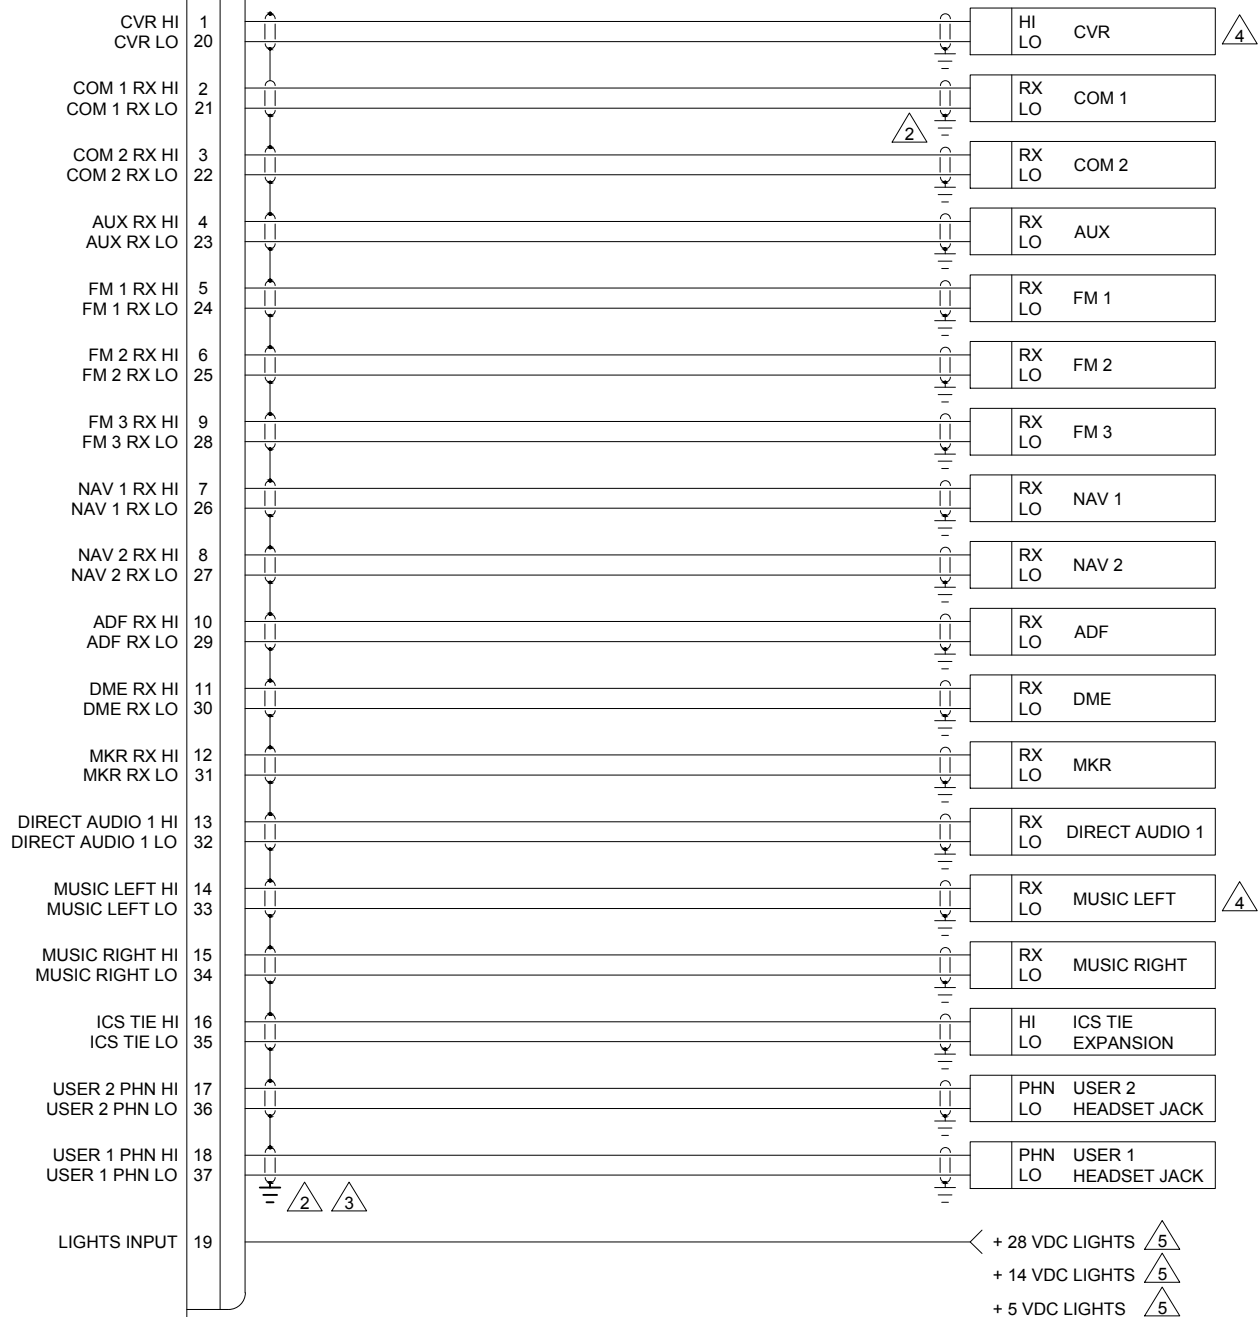 CVR HI 1 HI CVR 4
CVR LO 20 LO
COM 1 RX HI 2 RX COM 1
COM 1 RX LO 21 LO
2
COM 2 RX HI 3 RX COM 2
COM 2 RX LO 22 LO
AUX RX HI 4 RX AUX
AUX RX LO 23 LO
FM 1 RX HI 5 RX FM 1
FM 1 RX LO 24 LO
FM 2 RX HI 6 RX FM 2
FM 2 RX LO 25 LO
FM 3 RX HI 9 RX FM 3
FM 3 RX LO 28 LO
NAV 1 RX HI 7 RX NAV 1
NAV 1 RX LO 26 LO
NAV 2 RX HI 8 RX NAV 2
NAV 2 RX LO 27 LO
ADF RX HI 10 RX ADF
ADF RX LO 29 LO
DME RX HI 11 RX DME
DME RX LO 30 LO
MKR RX HI 12 RX MKR
MKR RX LO 31 LO
DIRECT AUDIO 1 HI 13 RX DIRECT AUDIO 1
DIRECT AUDIO 1 LO 32 LO
MUSIC LEFT HI 14 RX MUSIC LEFT 4
MUSIC LEFT LO 33 LO
MUSIC RIGHT HI 15 RX MUSIC RIGHT
MUSIC RIGHT LO 34 LO
ICS TIE HI 16 HI ICS TIE
ICS TIE LO 35 LO EXPANSION
USER 2 PHN HI 17 PHN USER 2
USER 2 PHN LO 36 LO HEADSET JACK
USER 1 PHN HI 18 PHN USER 1
USER 1 PHN LO 37 LO HEADSET JACK
2 3
LIGHTS INPUT 19 + 28 VDC LIGHTS 5
+ 14 VDC LIGHTS 5
+ 5 VDC LIGHTS 5